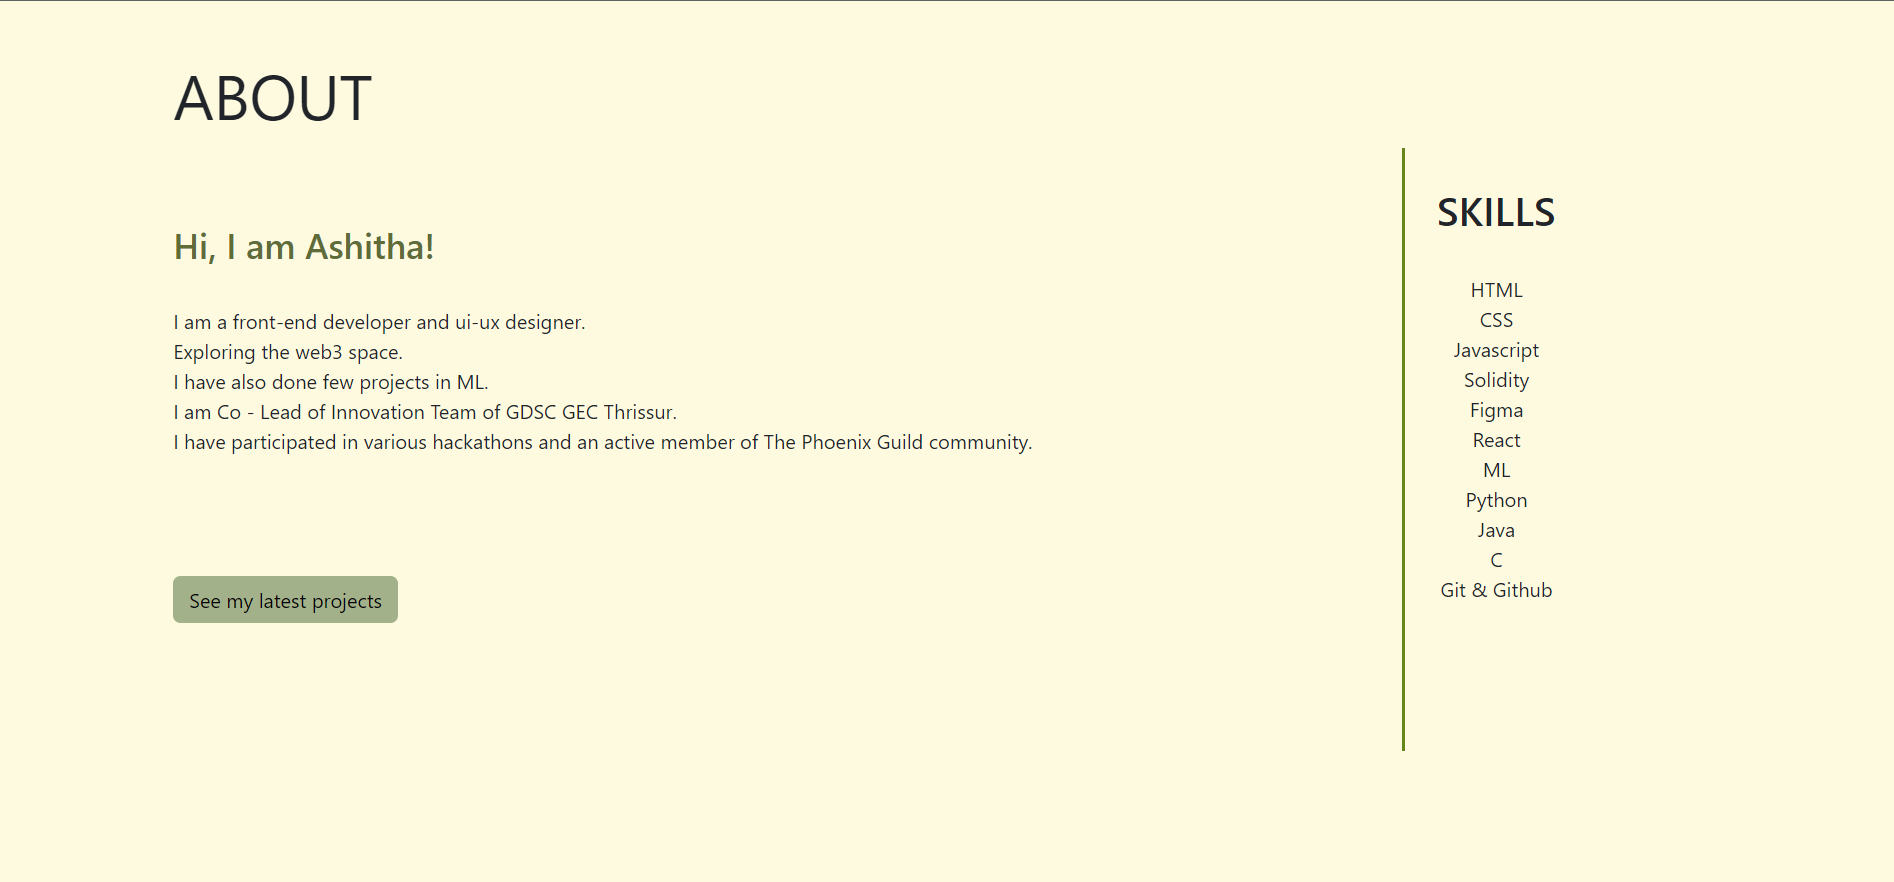 ABOUT
Hi, I am Ashitha!
I am a front-end developer and ui-ux designer.
Exploring the web3 space.
I have also done few projects in ML.
I am Co - Lead of Innovation Team of GDSC GEC Thrissur.
I have participated in various hackathons and an active member of The Phoenix Guild community.
See my latest projects
SKILLS
HTML
CSS
Javascript
Solidity
Figma
React
ML
Python
Java
C
Git & Github